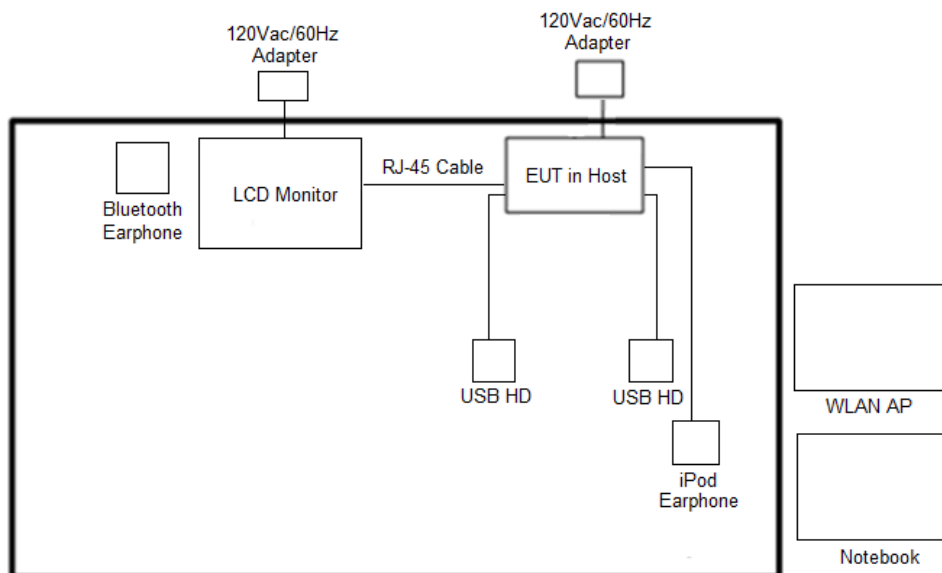 120Vac/60Hz
Adapter
120Vac/60Hz
Adapter
Bluetooth
Earphone
LCD Monitor
RJ-45 Cable
EUT in Host
USB HD
USB HD
iPod
Earphone
WLAN AP
Notebook